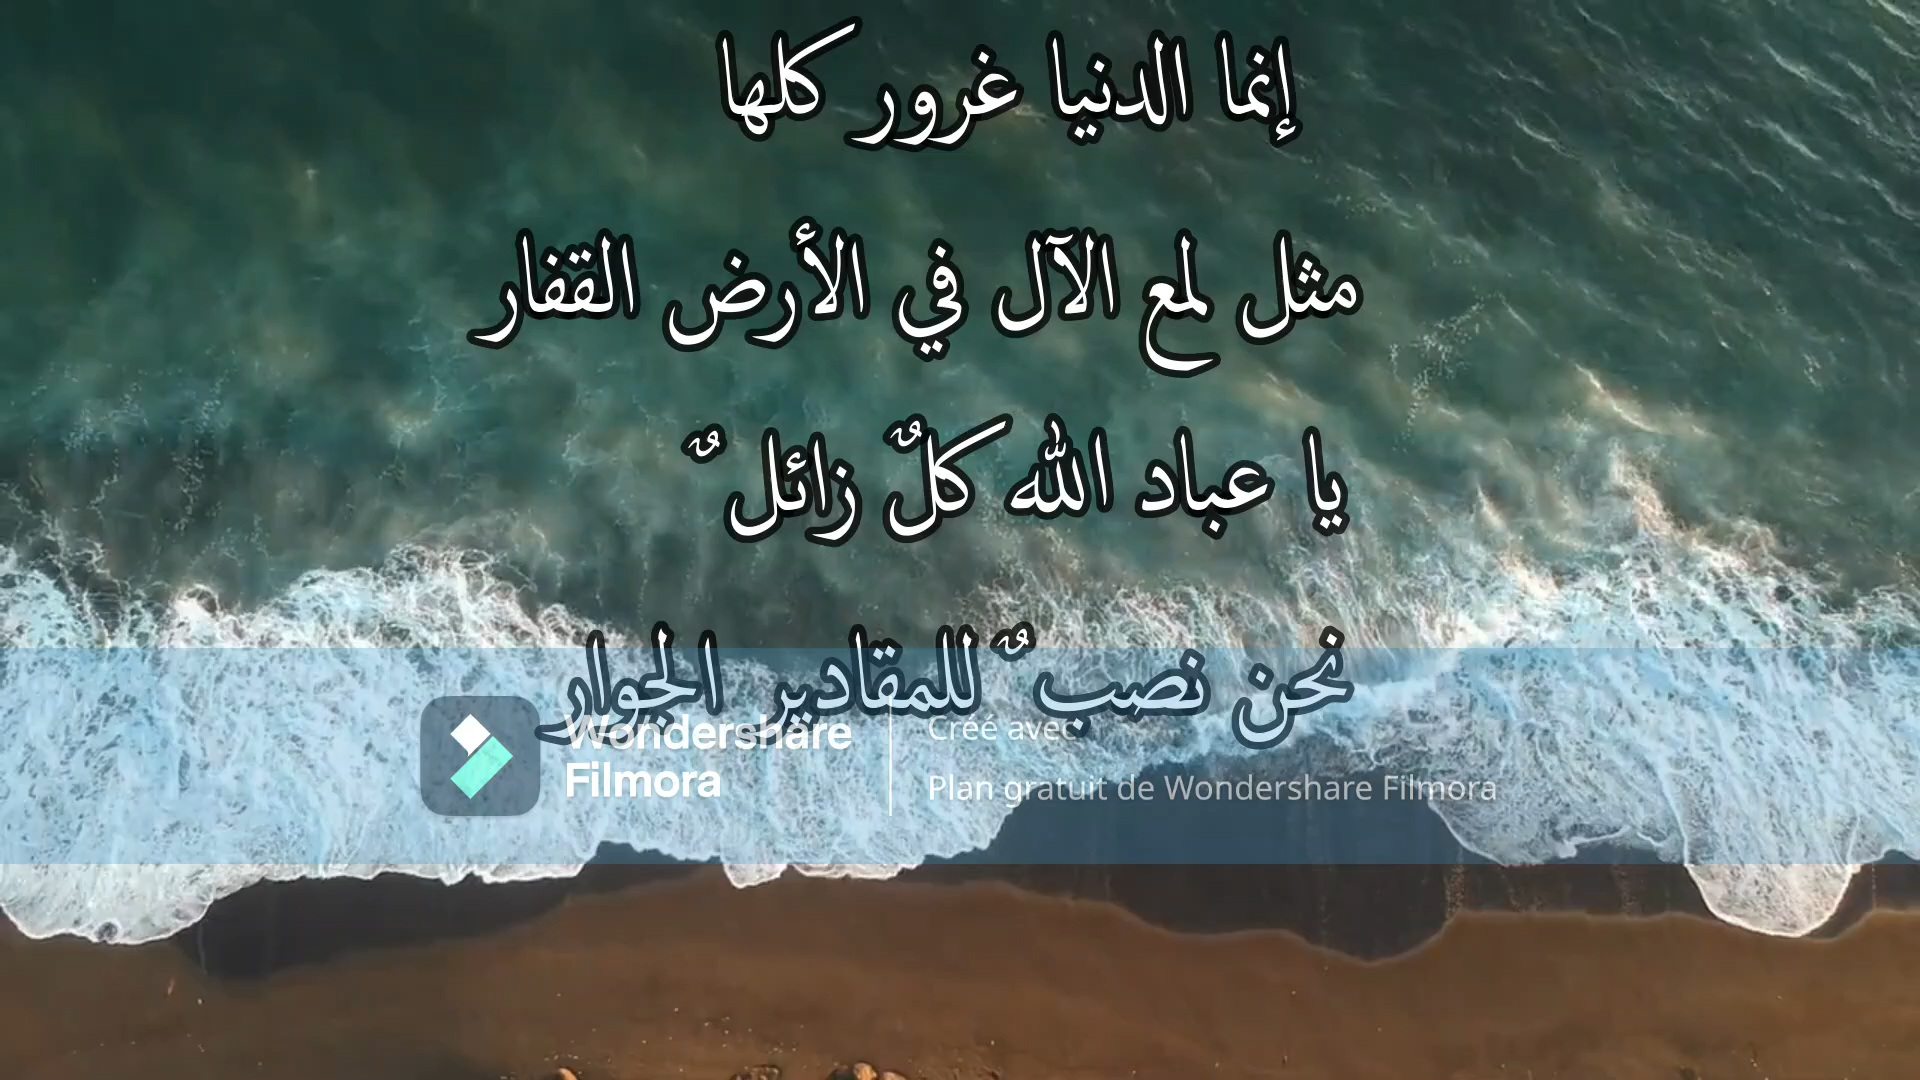 إنما الدنيا غرور كلها
مثل لمع الآل في الأرض القفار
يا عباد الله كلٌ زائل ٌ
نحن نصب ٌ للمقادير الجوار
Wondershare
Filmora
Créé avec
Plan gratuit de Wondershare Filmora